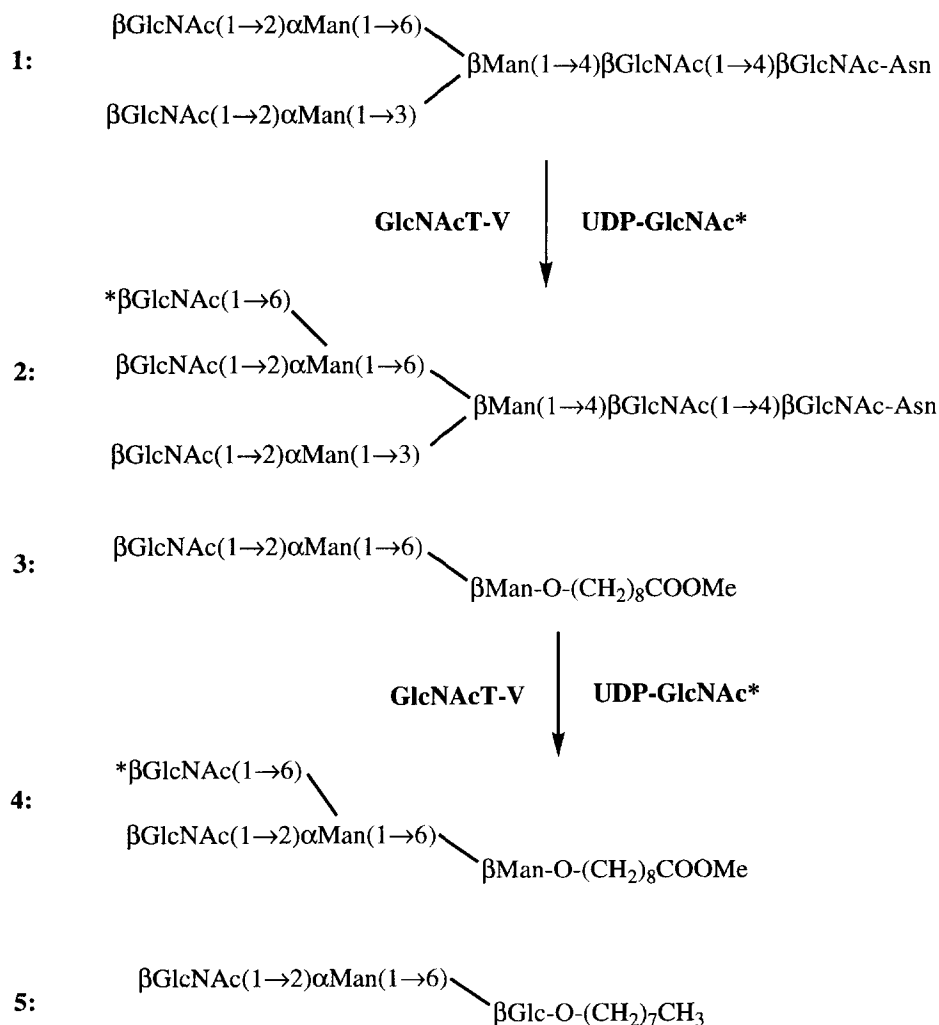 βGlcNAc(1→2)αMan(1→6)
1:
βMan(1→4)βGlcNAc(1→4)βGlcNAc-Asn
βGlcNAc(1→2)αMan(1→3)
GlcNAcT-V UDP-GlcNAc*
*βGlcNAc(1→6)
2: βGlcNAc(1→2)αMan(1→6)
βMan(1→4)βGlcNAc(1→4)βGlcNAc-Asn
βGlcNAc(1→2)αMan(1→3)
βGlcNAc(1→2)αMan(1→6)
3:
βMan-O-(CH₂)₈COOMe
GlcNAcT-V UDP-GlcNAc*
*βGlcNAc(1→6)
4:
βGlcNAc(1→2)αMan(1→6)
βMan-O-(CH₂)₈COOMe
βGlcNAc(1→2)αMan(1→6)
5: βGlc-O-(CH₂)₇CH₃